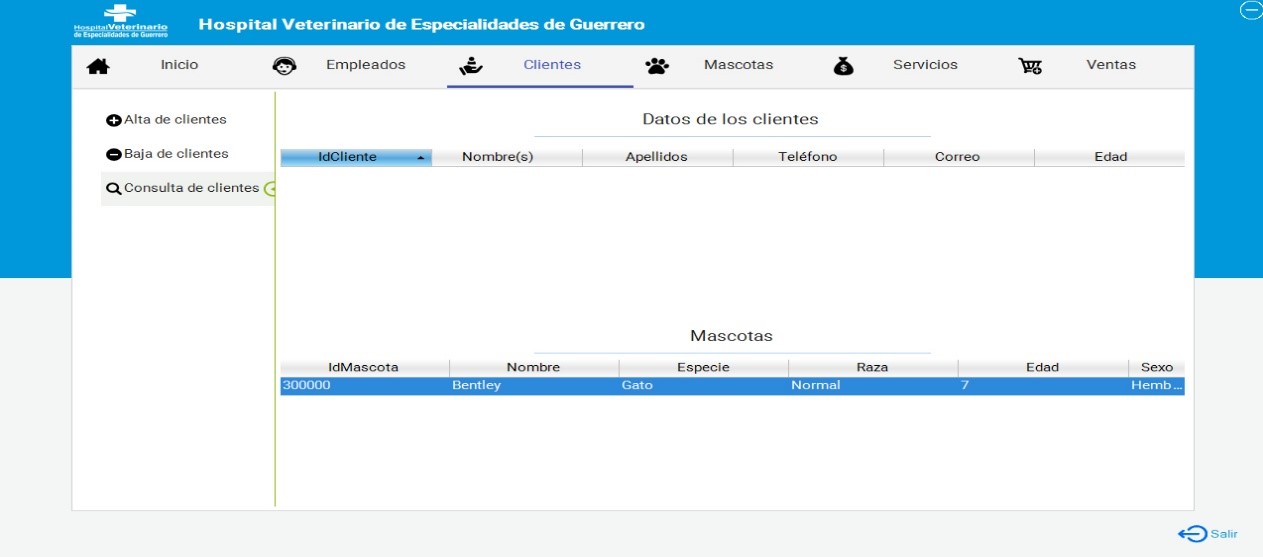 HospitalVeterinario
de Especialidades de Guerrero
Hospital Veterinario de Especialidades de Guerrero
Inicio Empleados Clientes Mascotas Servicios Ventas
Alta de clientes
Baja de clientes
Consulta de clientes
Datos de los clientes
IdCliente Nombre(s) Apellidos Teléfono Correo Edad
Mascotas
IdMascota Nombre Especie Raza Edad Sexo
300000 Bentley Gato Normal 7 Hemb...
Salir